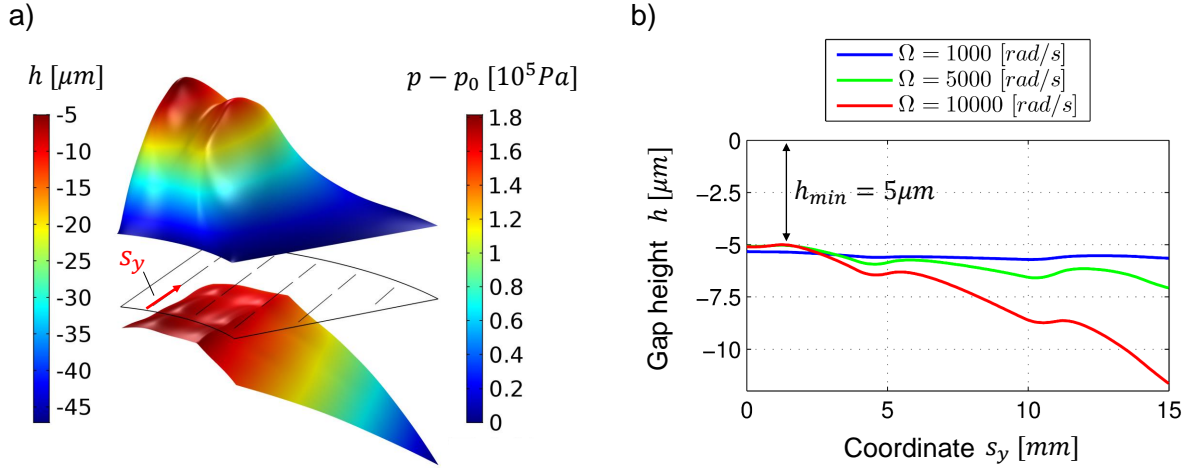 a)
h [μm]
-5
-10
-15
-20
-25
-30
-35
-40
-45
p − p₀ [10⁵Pa]
1.8
1.6
1.4
1.2
1
0.8
0.6
0.4
0.2
0
s_y
b)
Ω = 1000 [rad/s]
Ω = 5000 [rad/s]
Ω = 10000 [rad/s]
Gap height h [μm]
0
−2.5
−5
−7.5
−10
h_min = 5μm
0 5 10 15
Coordinate s_y [mm]